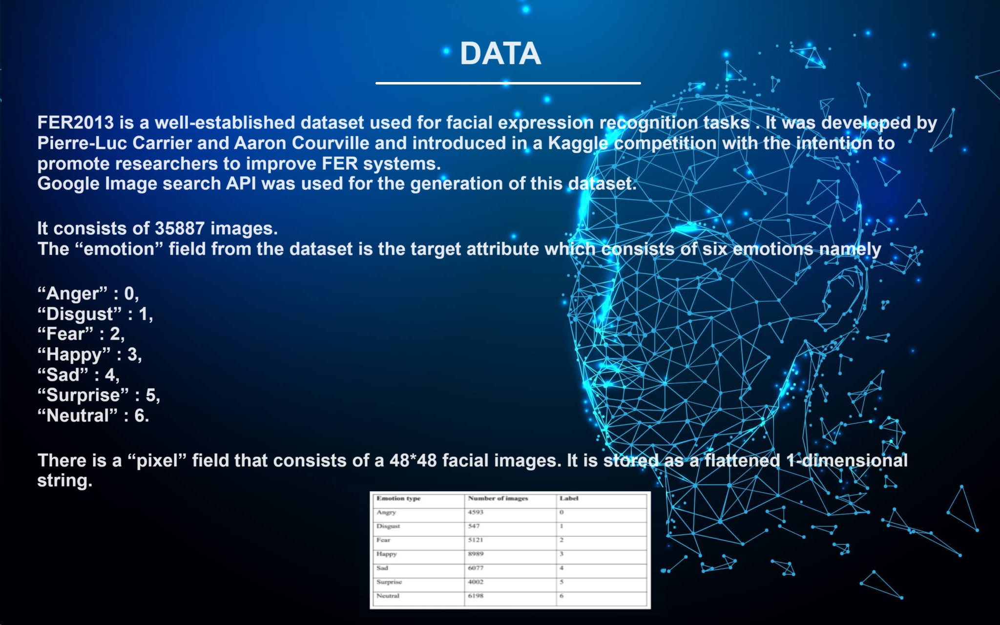 DATA
FER2013 is a well-established dataset used for facial expression recognition tasks . It was developed by
Pierre-Luc Carrier and Aaron Courville and introduced in a Kaggle competition with the intention to
promote researchers to improve FER systems.
Google Image search API was used for the generation of this dataset.
It consists of 35887 images.
The “emotion” field from the dataset is the target attribute which consists of six emotions namely
“Anger” : 0,
“Disgust” : 1,
“Fear” : 2,
“Happy” : 3,
“Sad” : 4,
“Surprise” : 5,
“Neutral” : 6.
There is a “pixel” field that consists of a 48*48 facial images. It is stored as a flattened 1-dimensional
string.
Emotion type Number of images Label
Angry 4593 0
Disgust 547 1
Fear 5121 2
Happy 8989 3
Sad 6077 4
Surprise 4002 5
Neutral 6198 6